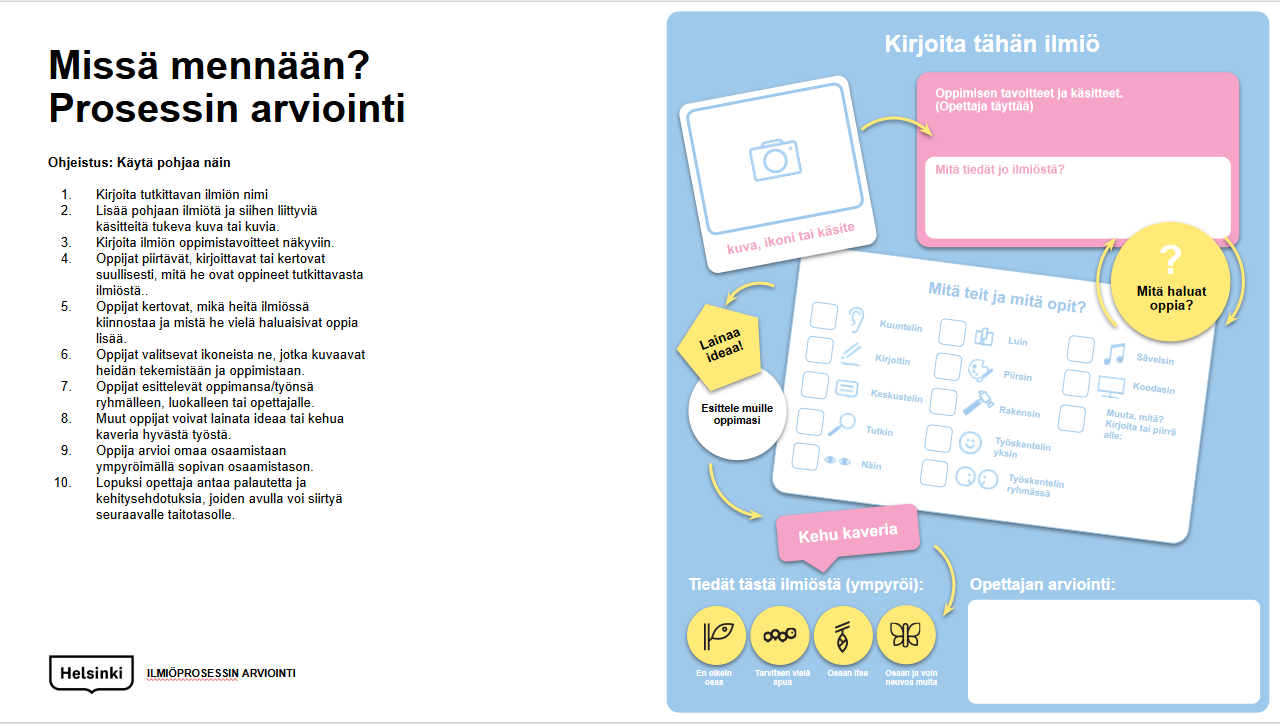 Missä mennään?
Prosessin arviointi
Ohjeistus: Käytä pohjaa näin
1. Kirjoita tutkittavan ilmiön nimi
2. Lisää pohjaan ilmiötä ja siihen liittyviä
käsitteitä tukeva kuva tai kuvia.
3. Kirjoita ilmiön oppimistavoitteet näkyviin.
4. Oppijat piirtävät, kirjoittavat tai kertovat
suullisesti, mitä he ovat oppineet tutkittavasta
ilmiöstä..
5. Oppijat kertovat, mikä heitä ilmiössä
kiinnostaa ja mistä he vielä haluaisivat oppia
lisää.
6. Oppijat valitsevat ikoneista ne, jotka kuvaavat
heidän tekemistään ja oppimistaan.
7. Oppijat esittelevät oppimansa/työnsä
ryhmälleen, luokalleen tai opettajalle.
8. Muut oppijat voivat lainata ideaa tai kehua
kaveria hyvästä työstä.
9. Oppija arvioi omaa osaamistaan
ympyröimällä sopivan osaamistason.
10. Lopuksi opettaja antaa palautetta ja
kehitysehdotuksia, joiden avulla voi siirtyä
seuraavalle taitotasolle.
Helsinki
ILMIÖPROSESSIN ARVIOINTI
Kirjoita tähän ilmiö
kuva, ikoni tai käsite
Oppimisen tavoitteet ja käsitteet.
(Opettaja täyttää)
Mitä tiedät jo ilmiöstä?
?
Mitä haluat
oppia?
Mitä teit ja mitä opit?
Kuuntelin
Kirjoitin
Keskustelin
Tutkin
Näin
Luin
Piirsin
Rakensin
Työskentelin
yksin
Työskentelin
ryhmässä
Sävelsin
Koodasin
Muuta, mitä?
Kirjoita tai piirrä
alle:
Lainaa
ideaa!
Esittele muille
oppimasi
Kehu kaveria
Tiedät tästä ilmiöstä (ympyröi):
En oikein
osaa
Tarvitsen vielä
apua
Osaan itse
Osaan ja voin
neuvoa muita
Opettajan arviointi: